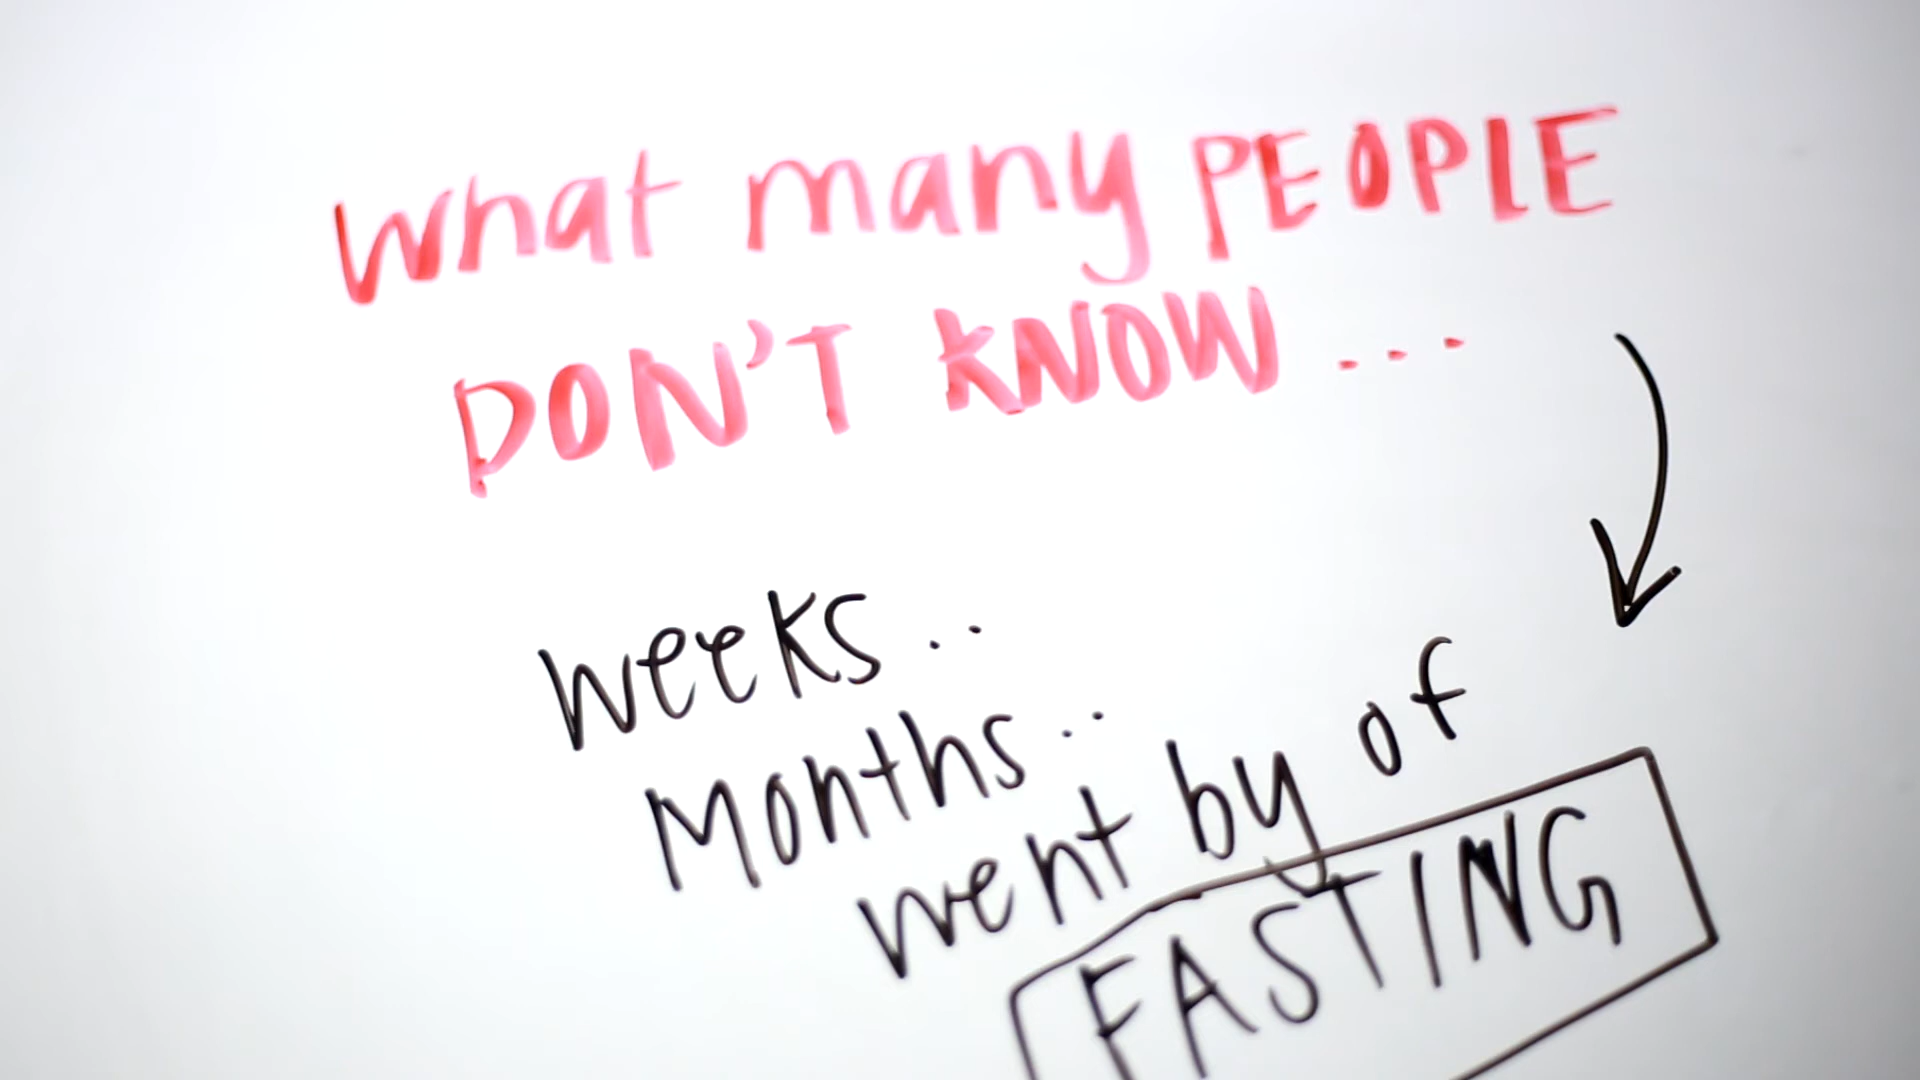 What many PEOPLE
DON'T KNOW...
weeks..
Months..
went by of
FASTING